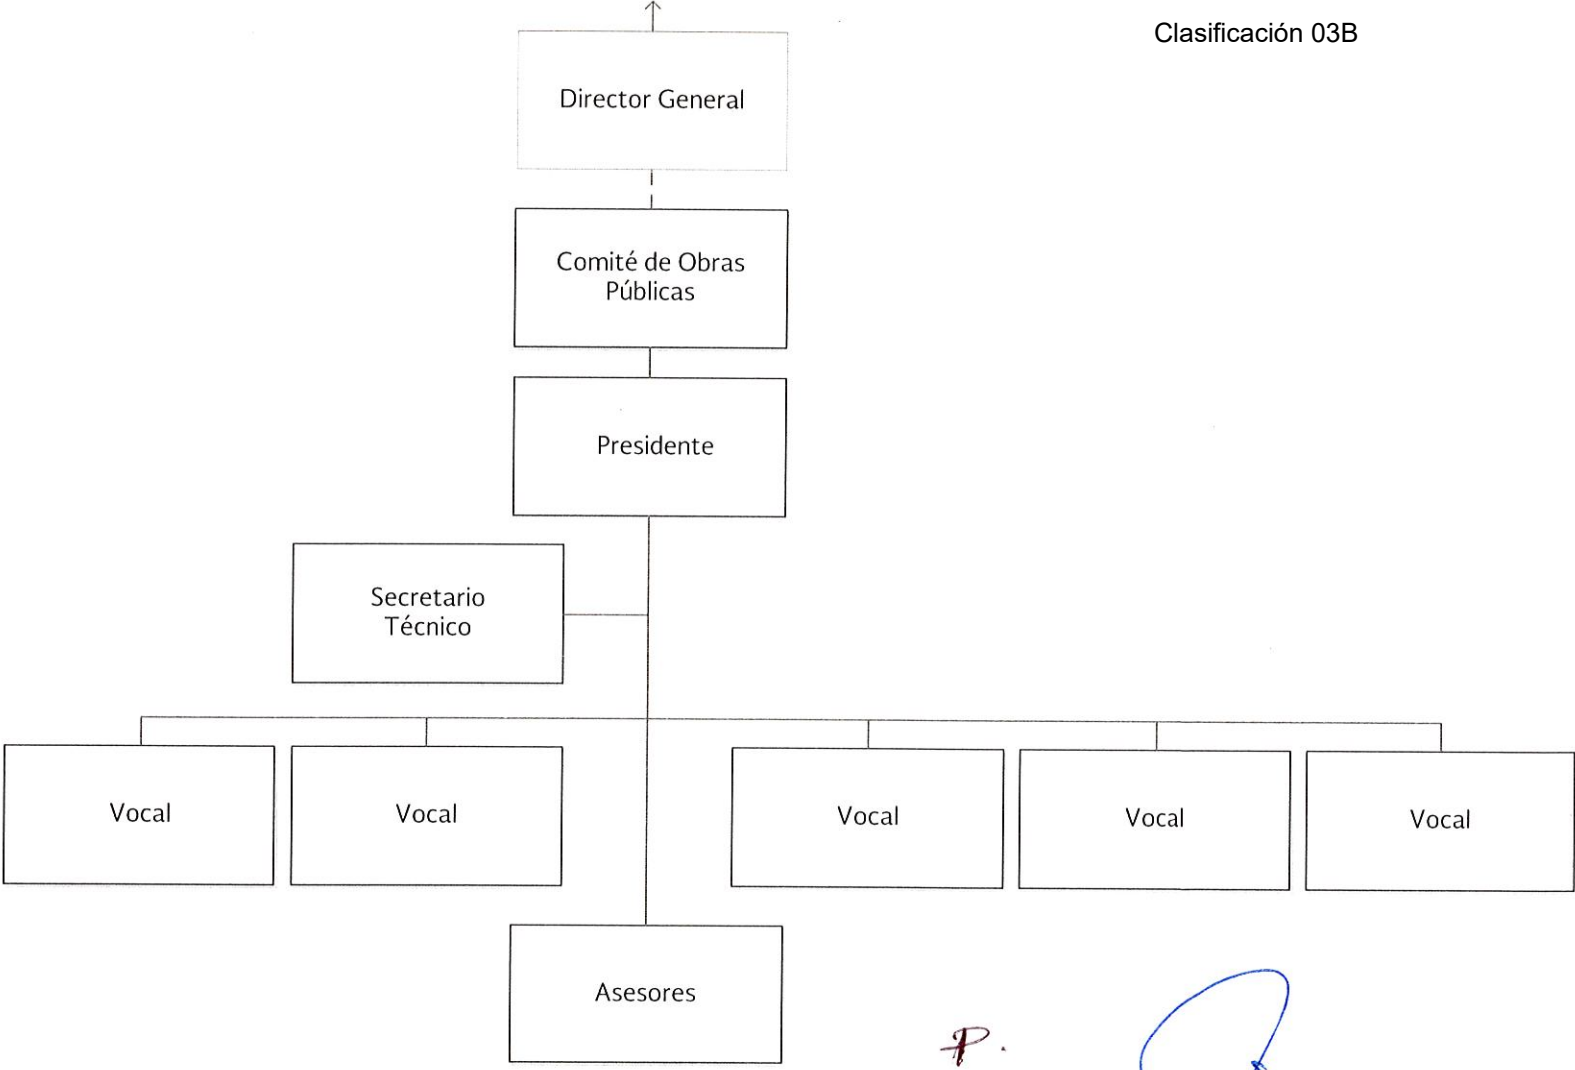 Clasificación 03B
Director General
Comité de Obras
Públicas
Presidente
Secretario
Técnico
Vocal
Vocal
Vocal
Vocal
Vocal
Asesores